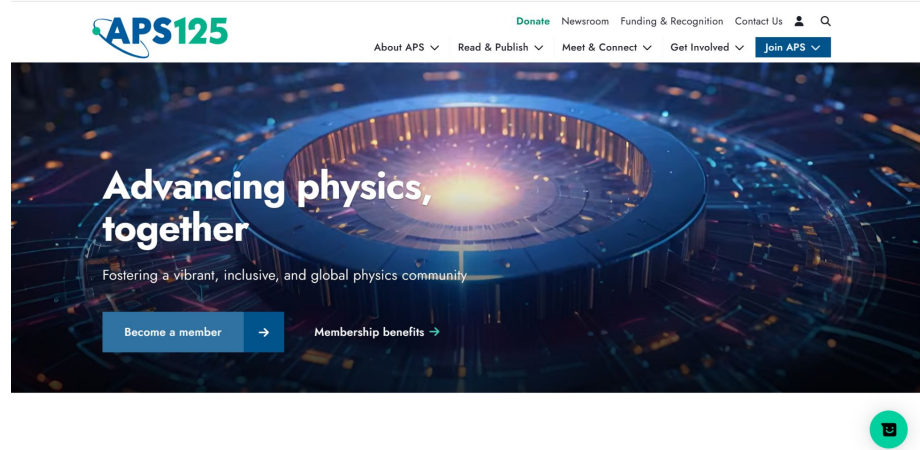 APS125
Donate Newsroom Funding & Recognition Contact Us
About APS Read & Publish Meet & Connect Get Involved Join APS
Advancing physics,
together
Fostering a vibrant, inclusive, and global physics community
Become a member → Membership benefits →